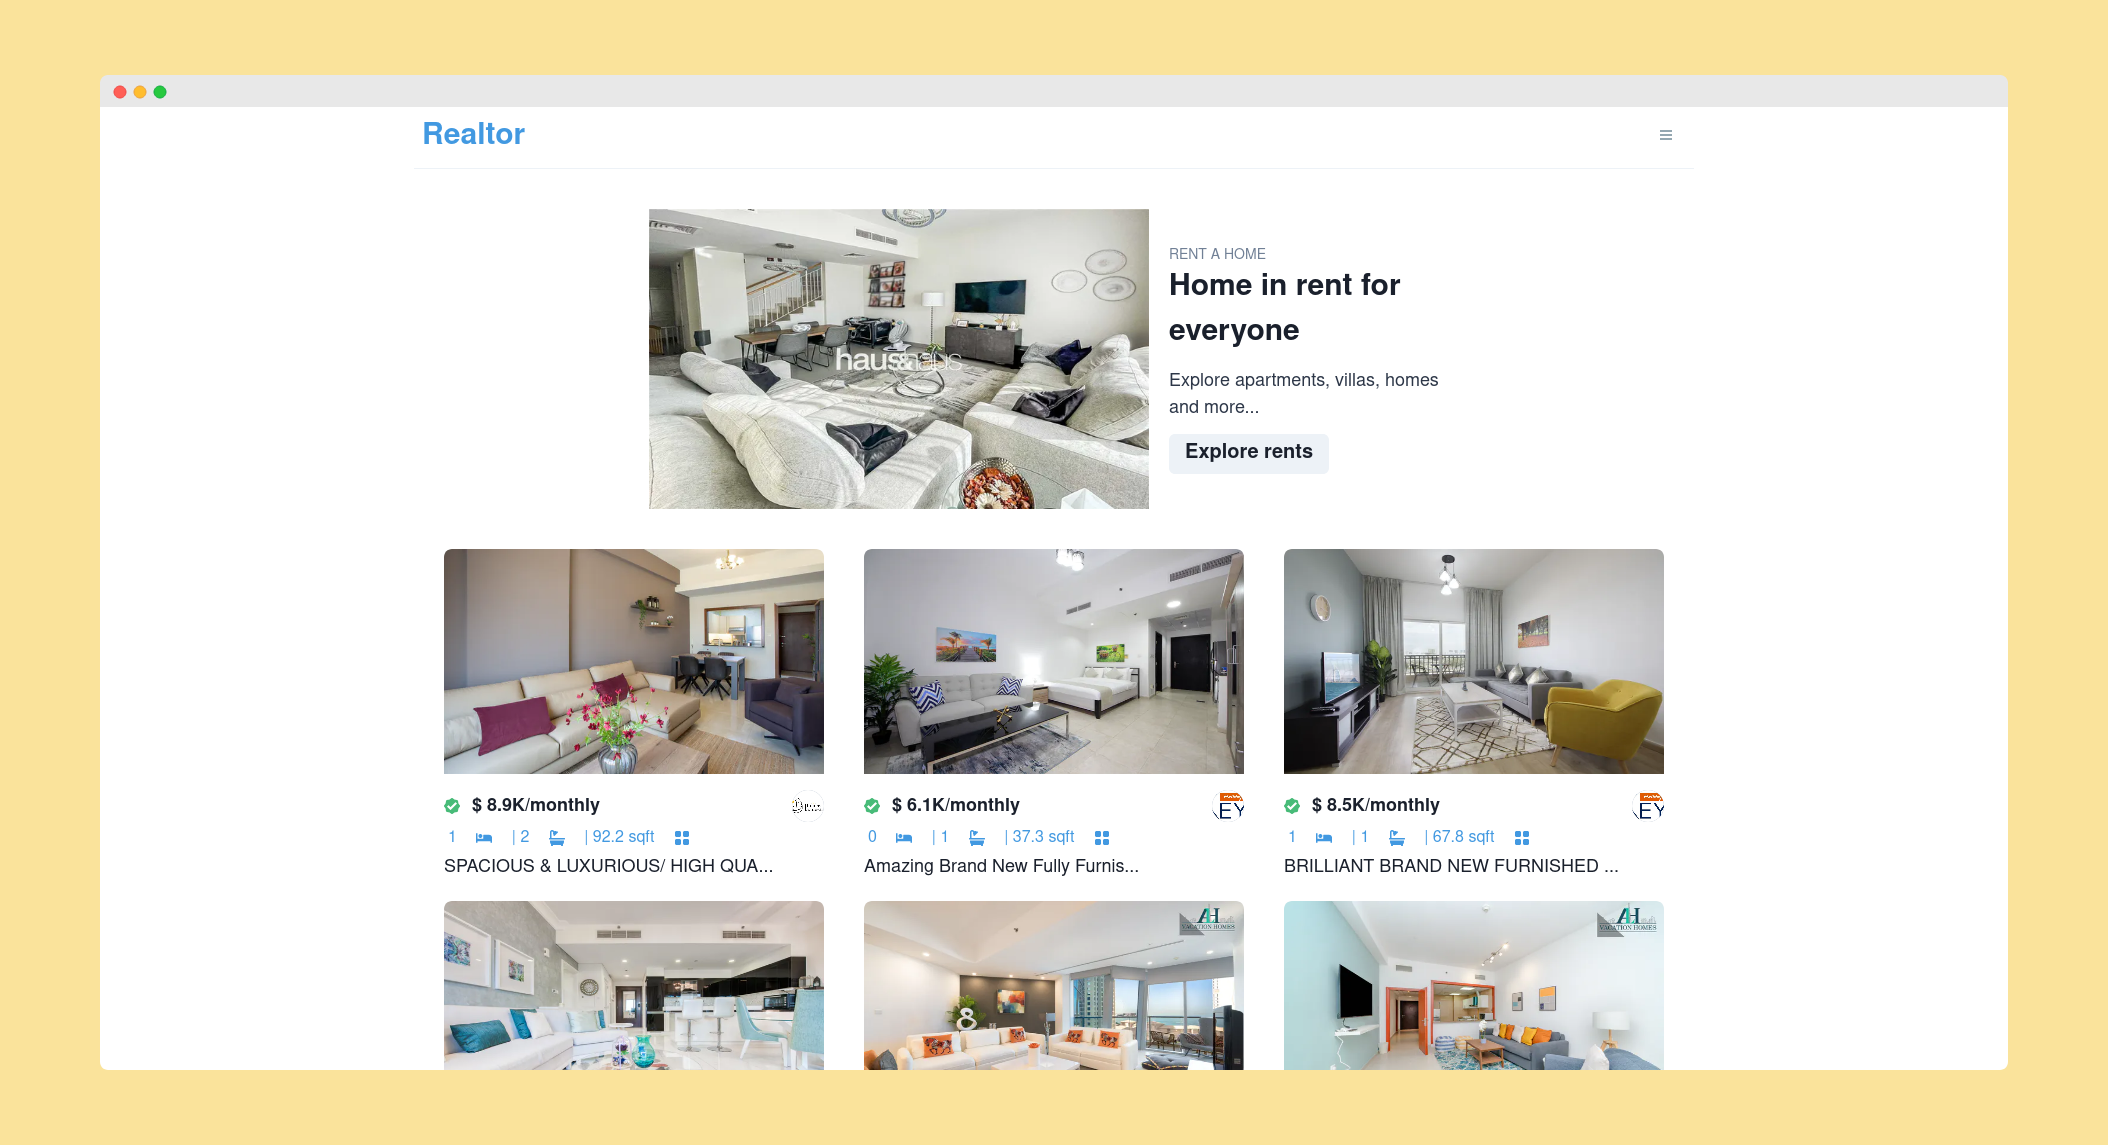 Realtor
haus&haus
RENT A HOME
Home in rent for
everyone
Explore apartments, villas, homes
and more...
Explore rents
$ 8.9K/monthly
1 | 2 | 92.2 sqft
SPACIOUS & LUXURIOUS/ HIGH QUA...
$ 6.1K/monthly
EY
0 | 1 | 37.3 sqft
Amazing Brand New Fully Furnis...
$ 8.5K/monthly
EY
1 | 1 | 67.8 sqft
BRILLIANT BRAND NEW FURNISHED ...
8
AH
VACATION HOMES
AH
VACATION HOMES